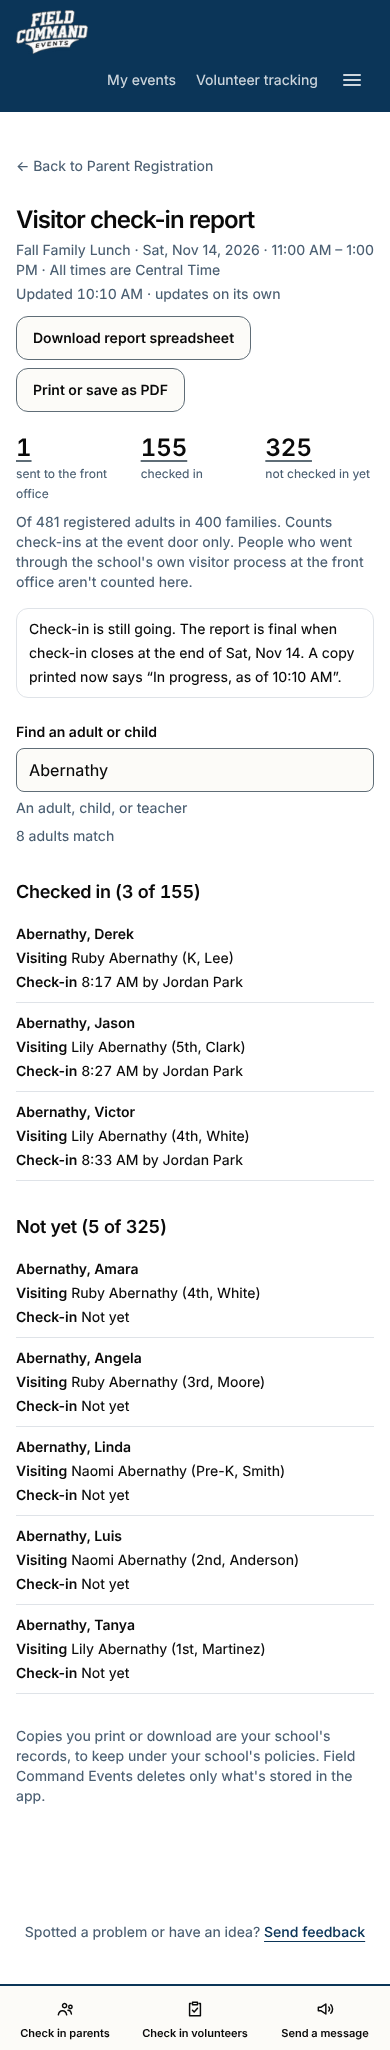 FIELD
COMMAND
EVENTS
My events
Volunteer tracking
← Back to Parent Registration
Visitor check-in report
Fall Family Lunch · Sat, Nov 14, 2026 · 11:00 AM – 1:00
PM · All times are Central Time
Updated 10:10 AM · updates on its own
Download report spreadsheet
Print or save as PDF
1
sent to the front
office
155
checked in
325
not checked in yet
Of 481 registered adults in 400 families. Counts
check-ins at the event door only. People who went
through the school's own visitor process at the front
office aren't counted here.
Check-in is still going. The report is final when
check-in closes at the end of Sat, Nov 14. A copy
printed now says “In progress, as of 10:10 AM”.
Find an adult or child
Abernathy
An adult, child, or teacher
8 adults match
Checked in (3 of 155)
Abernathy, Derek
Visiting Ruby Abernathy (K, Lee)
Check-in 8:17 AM by Jordan Park
Abernathy, Jason
Visiting Lily Abernathy (5th, Clark)
Check-in 8:27 AM by Jordan Park
Abernathy, Victor
Visiting Lily Abernathy (4th, White)
Check-in 8:33 AM by Jordan Park
Not yet (5 of 325)
Abernathy, Amara
Visiting Ruby Abernathy (4th, White)
Check-in Not yet
Abernathy, Angela
Visiting Ruby Abernathy (3rd, Moore)
Check-in Not yet
Abernathy, Linda
Visiting Naomi Abernathy (Pre-K, Smith)
Check-in Not yet
Abernathy, Luis
Visiting Naomi Abernathy (2nd, Anderson)
Check-in Not yet
Abernathy, Tanya
Visiting Lily Abernathy (1st, Martinez)
Check-in Not yet
Copies you print or download are your school's
records, to keep under your school's policies. Field
Command Events deletes only what's stored in the
app.
Spotted a problem or have an idea? Send feedback
Check in parents
Check in volunteers
Send a message